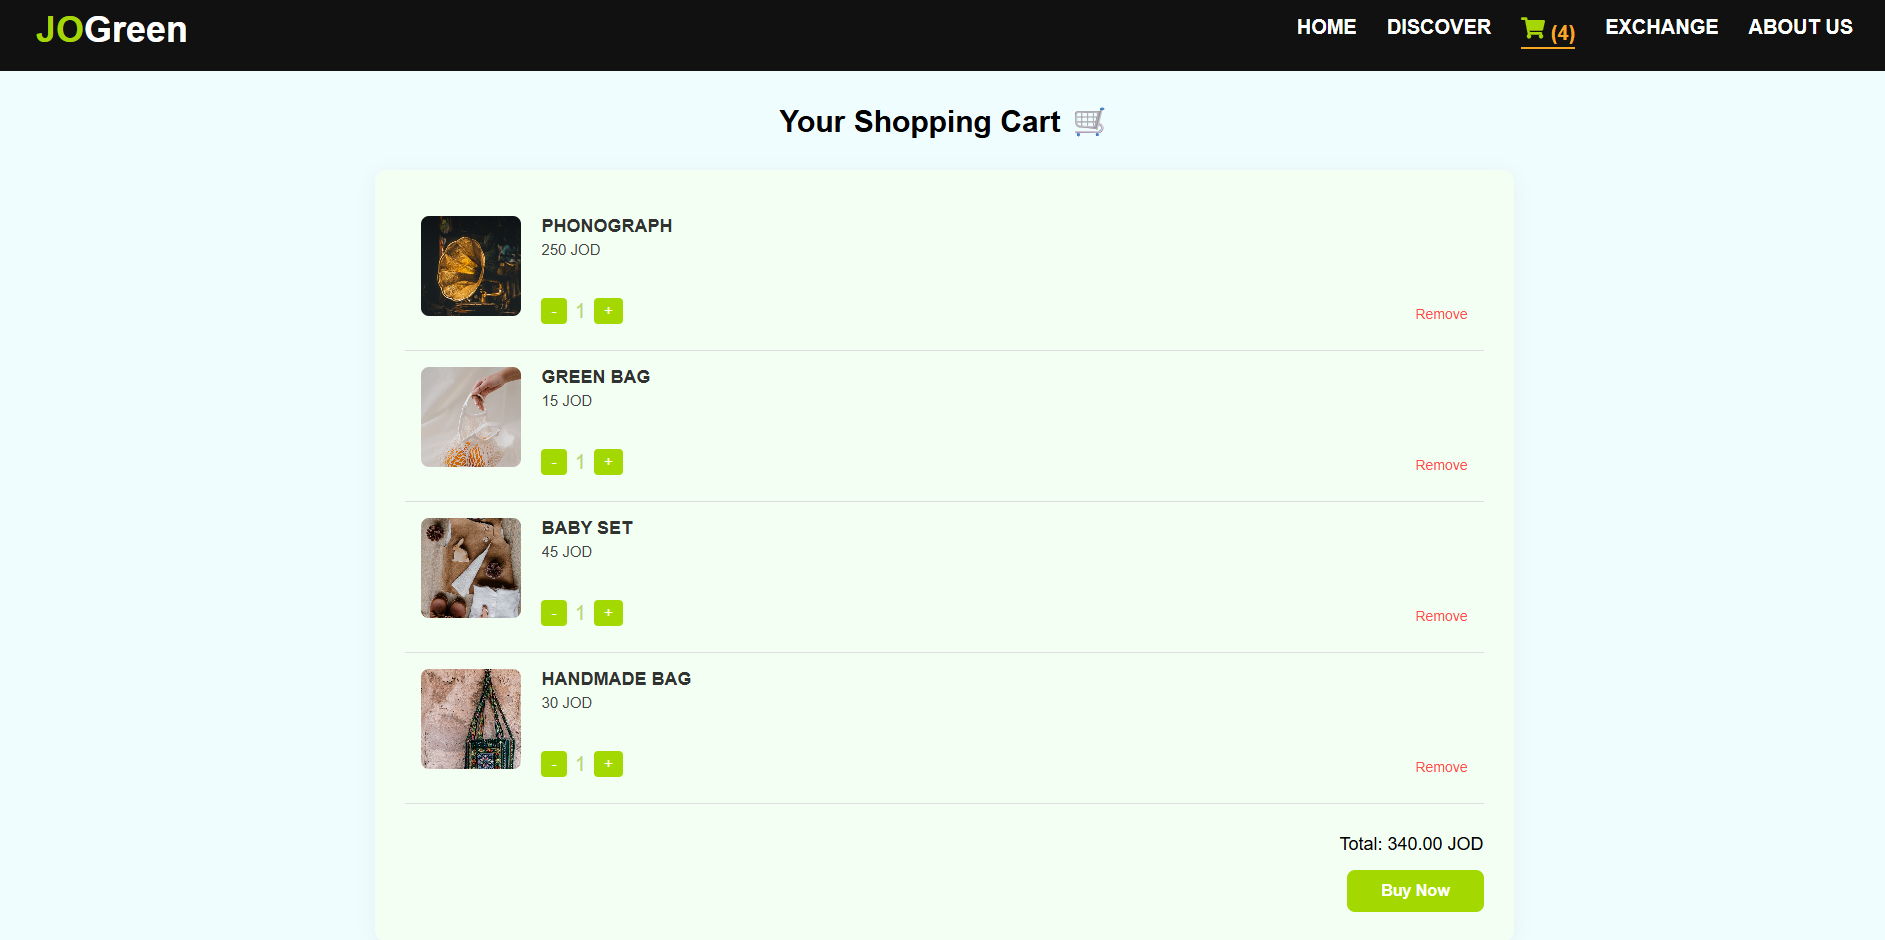 JOGreen
HOME DISCOVER (4) EXCHANGE ABOUT US
Your Shopping Cart
PHONOGRAPH
250 JOD
- 1 +
Remove
GREEN BAG
15 JOD
- 1 +
Remove
BABY SET
45 JOD
- 1 +
Remove
HANDMADE BAG
30 JOD
- 1 +
Remove
Total: 340.00 JOD
Buy Now